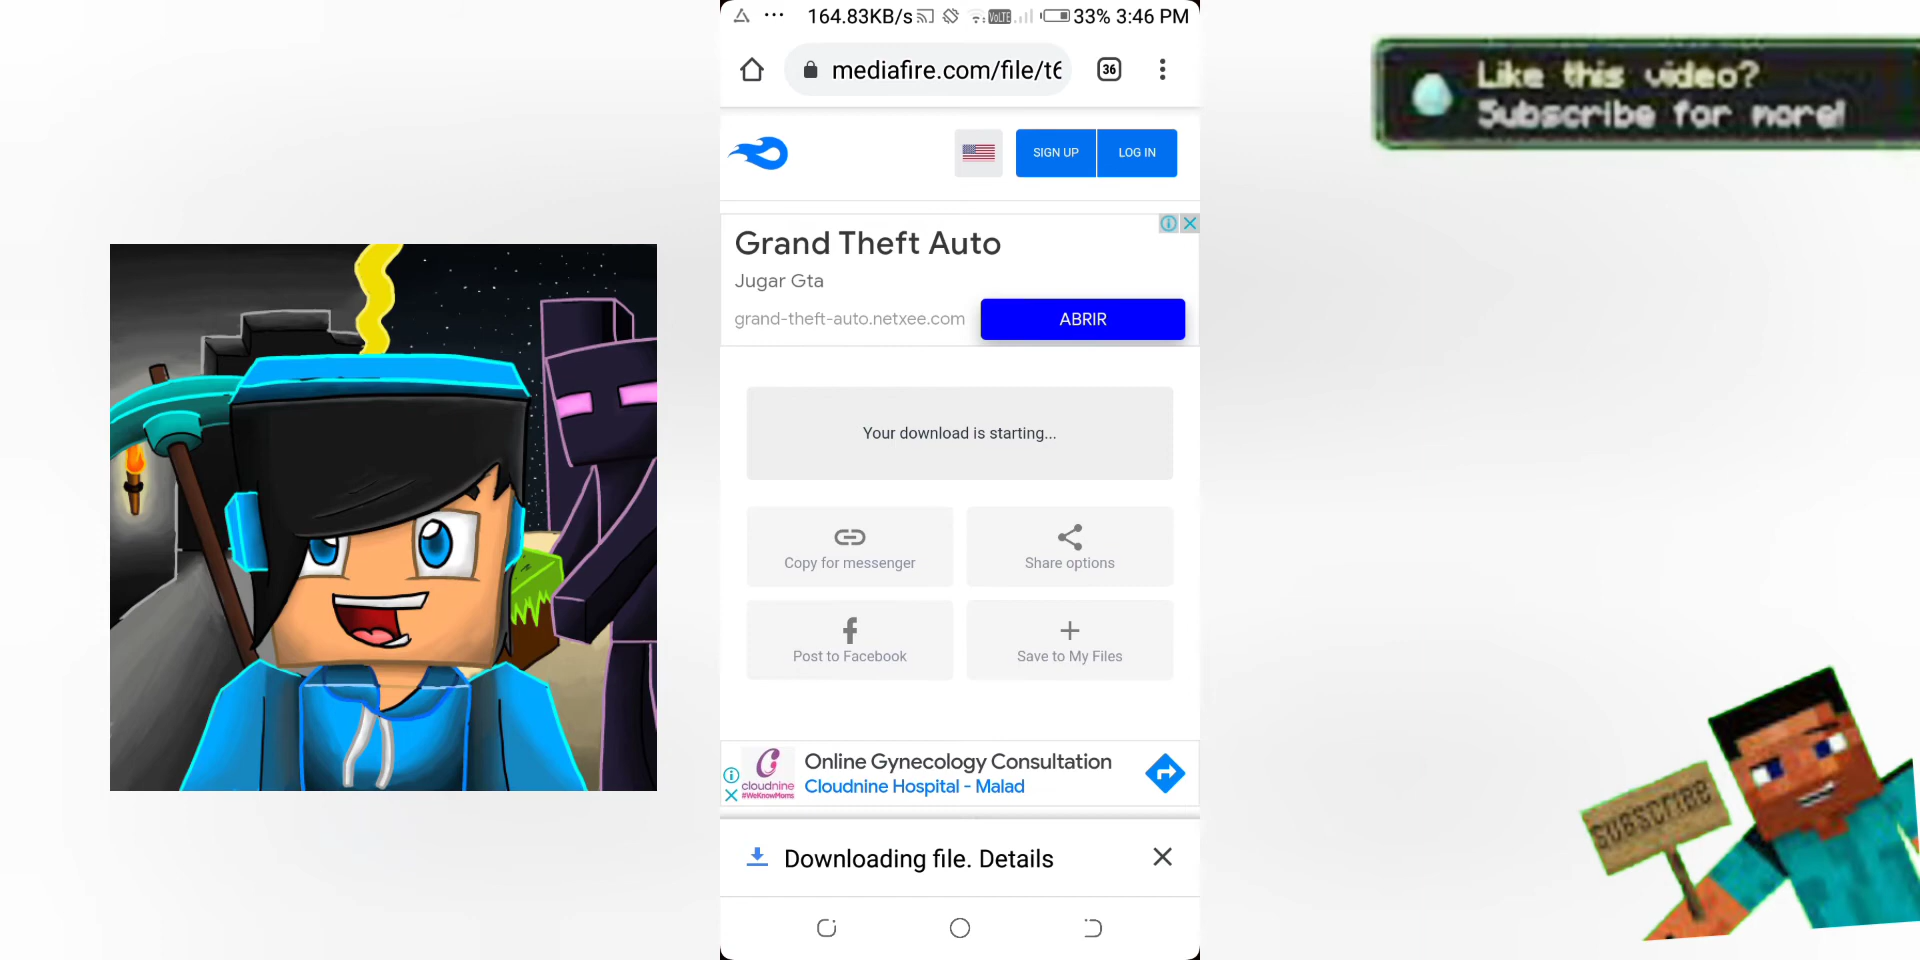 164.83KB/s VoLTE 33% 3:46 PM
mediafire.com/file/t6
36
SIGN UP LOG IN
Grand Theft Auto
Jugar Gta
grand-theft-auto.netxee.com
ABRIR
Your download is starting...
Copy for messenger
Share options
Post to Facebook
Save to My Files
Online Gynecology Consultation
Cloudnine Hospital - Malad
cloudnine
#WeKnowMoms
Downloading file. Details
Like this video?
Subscribe for more!
SUBSCRIBE